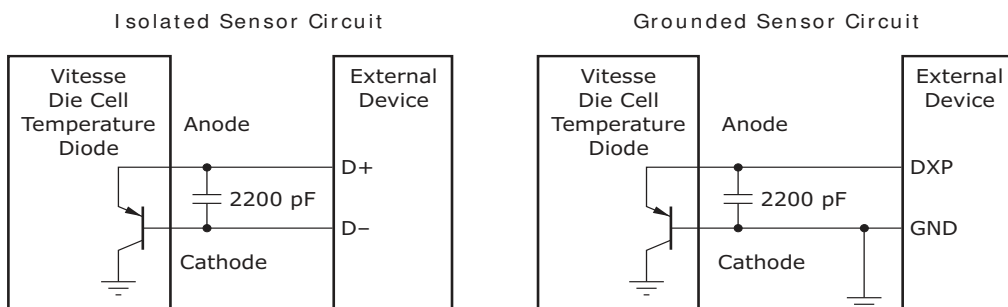 Isolated Sensor Circuit
Vitesse
Die Cell
Temperature
Diode
Anode
External
Device
D+
2200 pF
D–
Cathode
Grounded Sensor Circuit
Vitesse
Die Cell
Temperature
Diode
Anode
External
Device
DXP
2200 pF
GND
Cathode